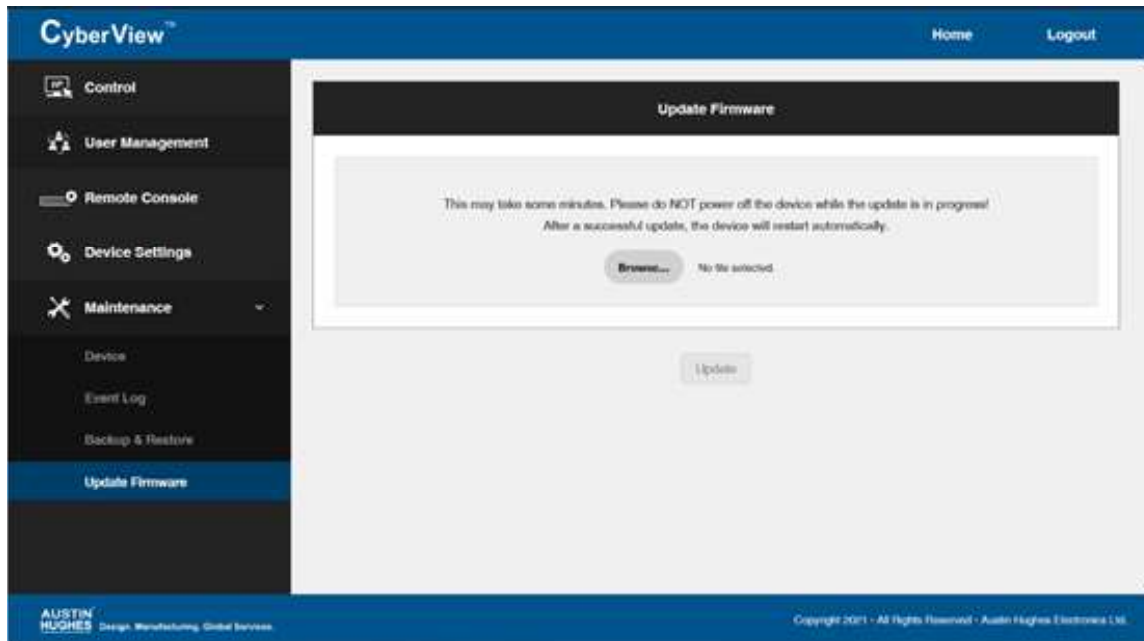 CyberView™
Home
Logout
Control
User Management
Remote Console
Device Settings
Maintenance
Device
Event Log
Backup & Restore
Update Firmware
Update Firmware
This may take some minutes. Please do NOT power off the device while the update is in progress!
After a successful update, the device will restart automatically.
Browse... No file selected.
Update
AUSTIN
HUGHES Design. Manufacturing. Global Services.
Copyright 2021 - All Rights Reserved - Austin Hughes Electronics Ltd.